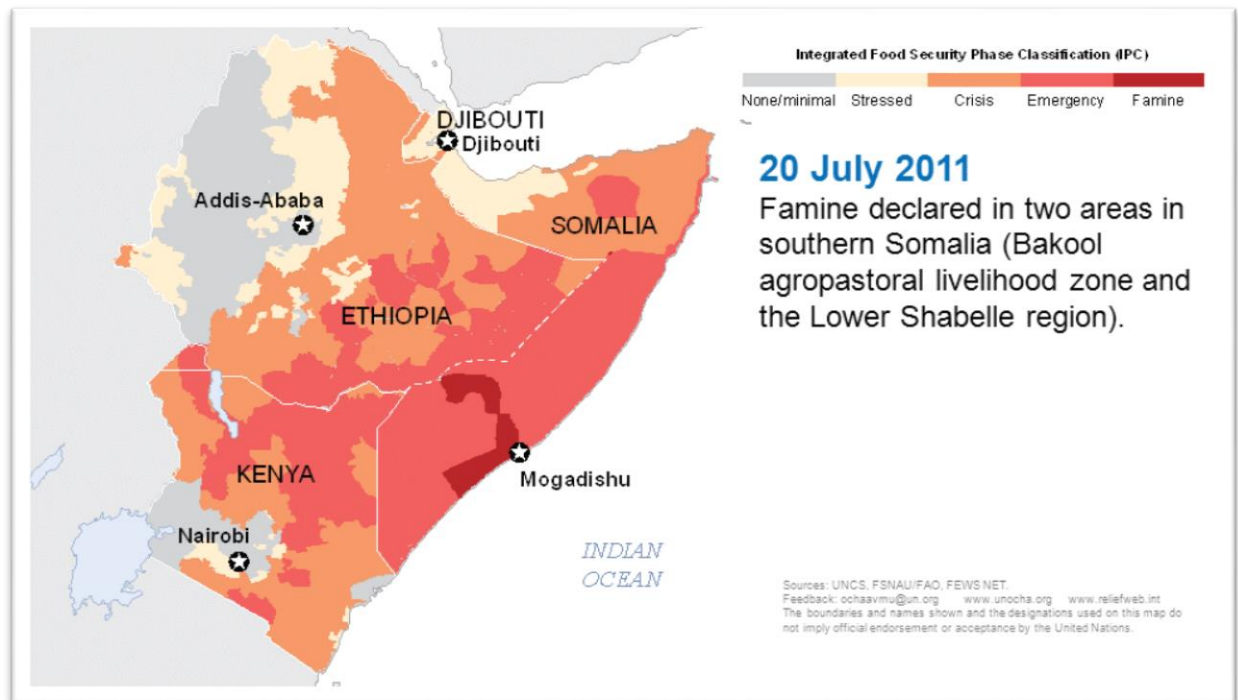 Integrated Food Security Phase Classification (IPC)
None/minimal Stressed Crisis Emergency Famine
20 July 2011
Famine declared in two areas in
southern Somalia (Bakool
agropastoral livelihood zone and
the Lower Shabelle region).
DJIBOUTI
Djibouti
Addis-Ababa
SOMALIA
ETHIOPIA
KENYA
Mogadishu
Nairobi
INDIAN
OCEAN
Sources: UNCS, FSNAU/FAO, FEWS NET.
Feedback: ochaavmu@un.org www.unocha.org www.reliefweb.int
The boundaries and names shown and the designations used on this map do
not imply official endorsement or acceptance by the United Nations.